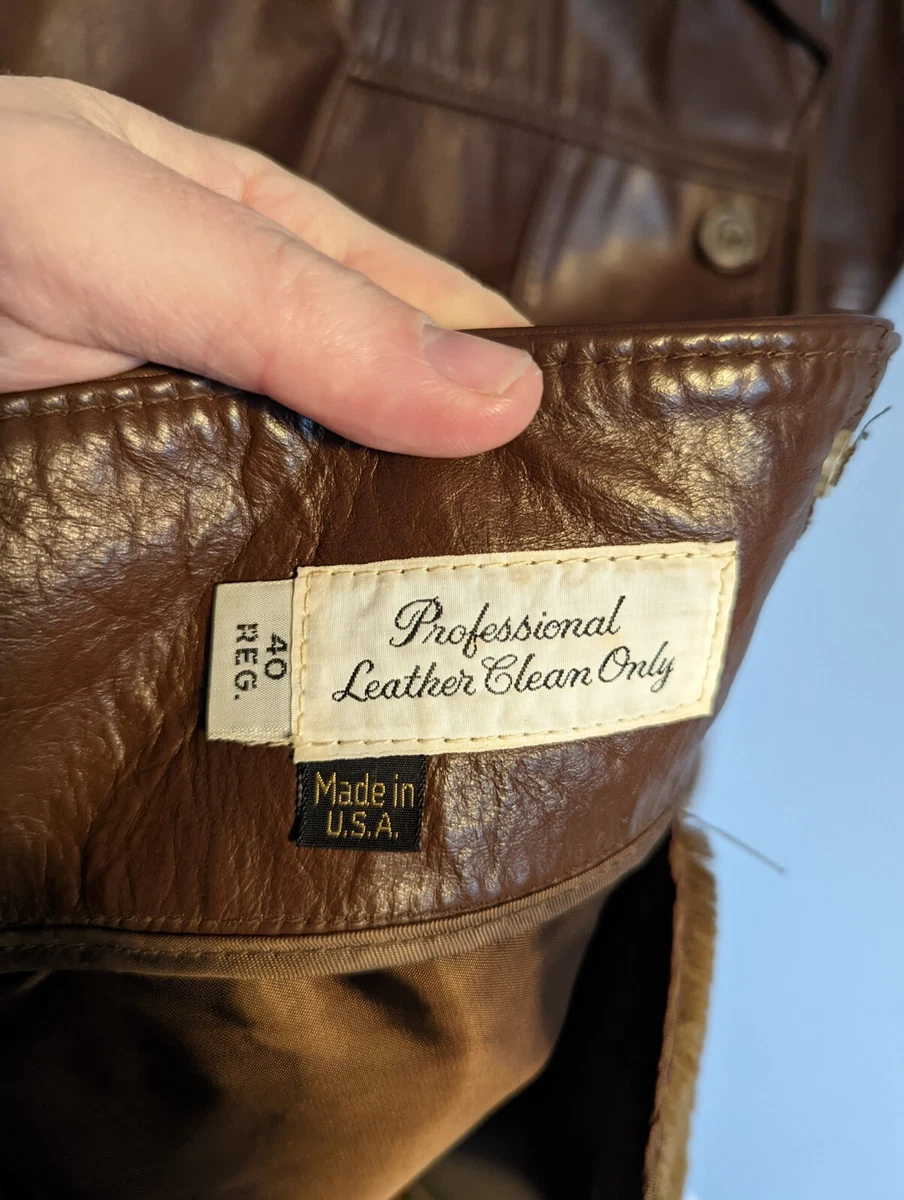 40
REG.
Professional
Leather Clean Only
Made in
U.S.A.